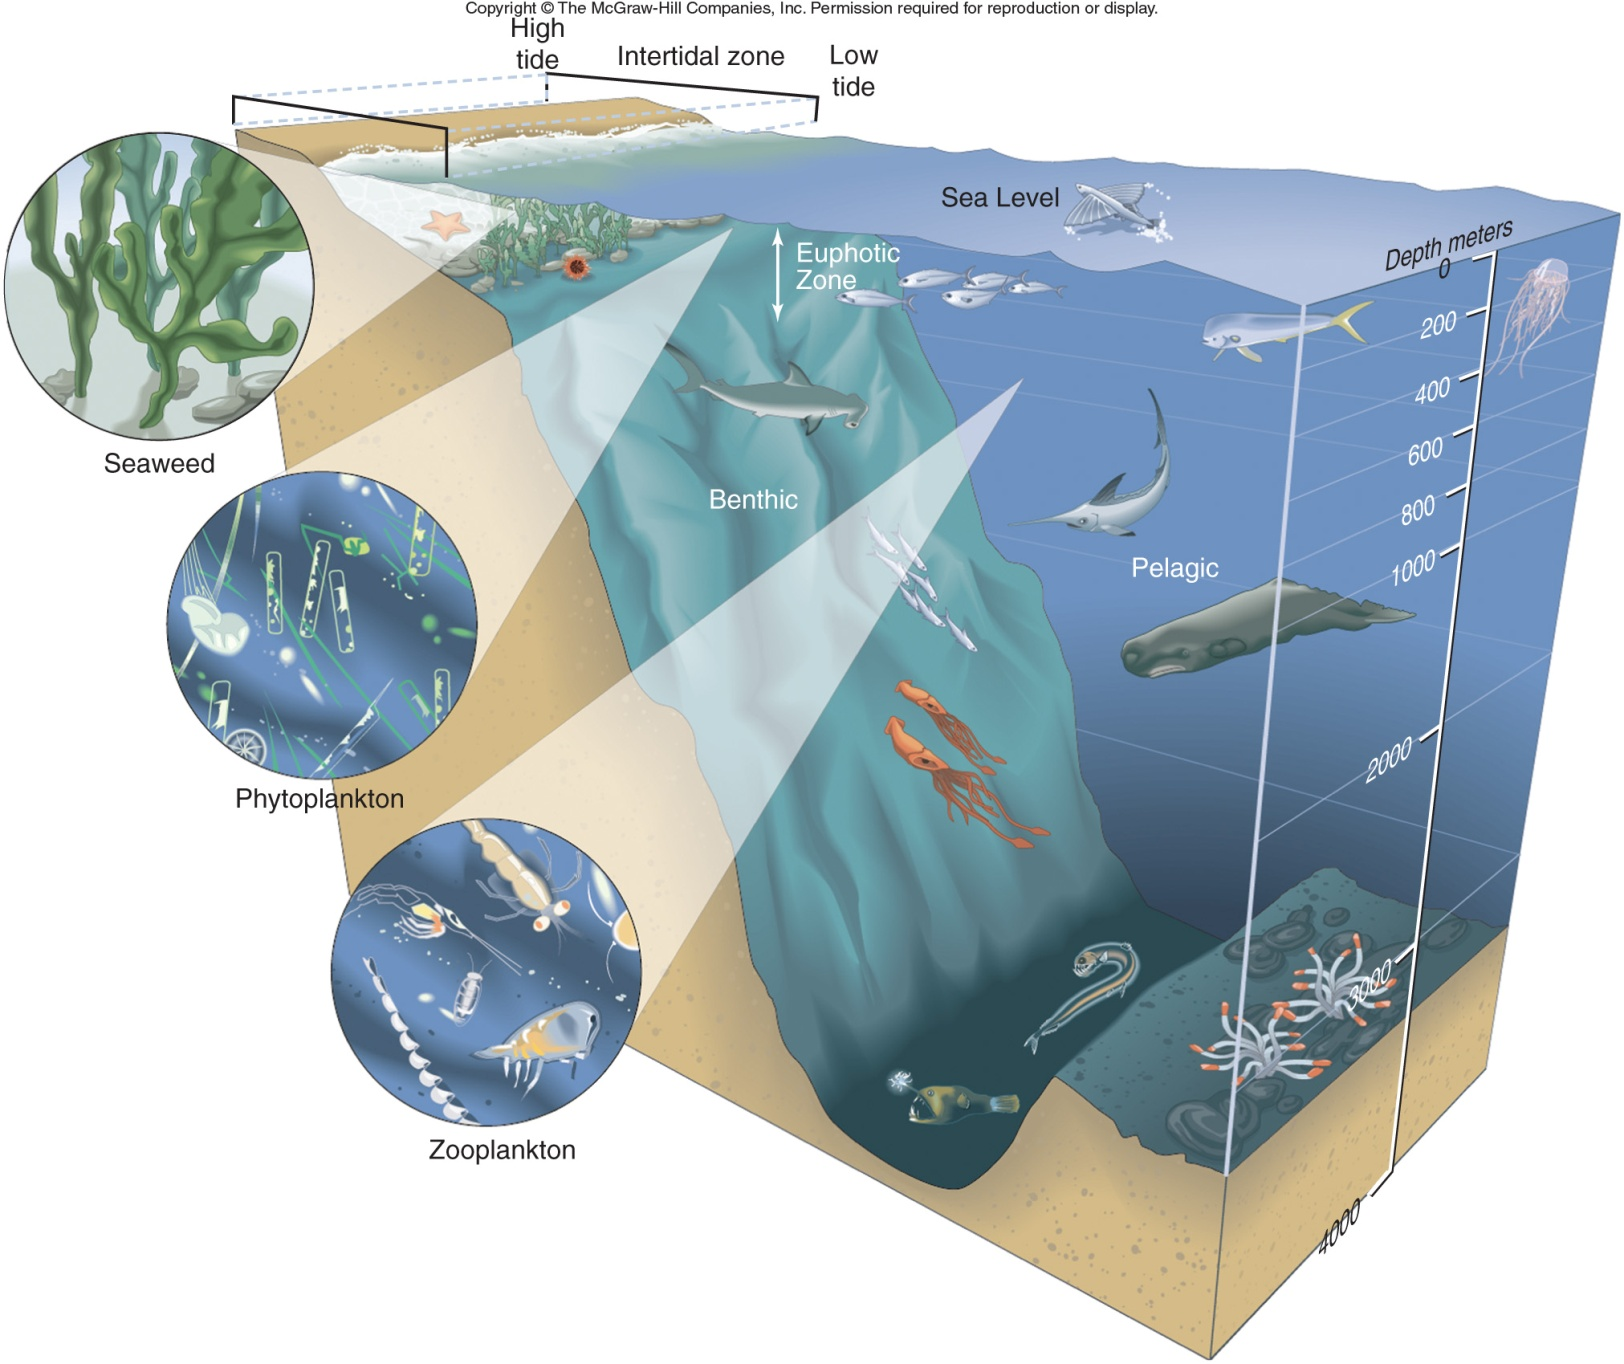 Copyright © The McGraw-Hill Companies, Inc. Permission required for reproduction or display.
High
tide
Intertidal zone
Low
tide
Sea Level
Euphotic
Zone
Depth meters
0
200
400
600
800
1000
2000
3000
4000
Seaweed
Benthic
Pelagic
Phytoplankton
Zooplankton